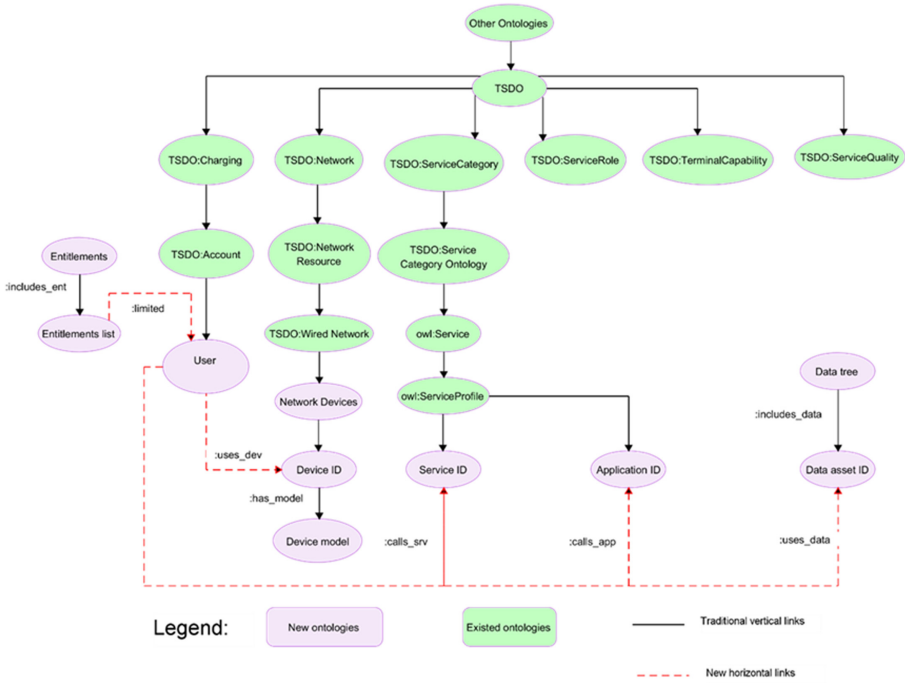 Other Ontologies
TSDO
TSDO:Charging
TSDO:Network
TSDO:ServiceCategory
TSDO:ServiceRole
TSDO:TerminalCapability
TSDO:ServiceQuality
Entitlements
TSDO:Account
TSDO:Network
Resource
TSDO:Service
Category Ontology
:includes_ent
:limited
Entitlements list
TSDO:Wired Network
owl:Service
User
Data tree
Network Devices
owl:ServiceProfile
:includes_data
:uses_dev
Device ID
Service ID
Application ID
Data asset ID
:has_model
Device model
:calls_srv
:calls_app
:uses_data
Legend:
New ontologies
Existed ontologies
Traditional vertical links
New horizontal links